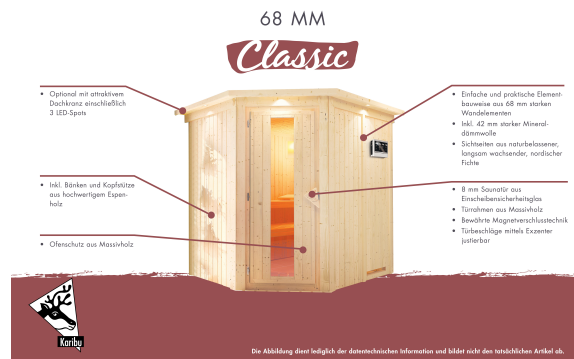 68 MM
Classic
• Optional mit attraktivem
Dachkranz einschließlich
3 LED-Spots
• Inkl. Bänken und Kopfstütze
aus hochwertigem Espen-
holz
• Ofenschutz aus Massivholz
• Einfache und praktische Element-
bauweise aus 68 mm starken
Wandelementen
• Inkl. 42 mm starker Mineral-
dämmwolle
• Sichtseiten aus naturbelassener,
langsam wachsender, nordischer
Fichte
• 8 mm Saunatür aus
Einscheibensicherheitsglas
• Türrahmen aus Massivholz
• Bewährte Magnetverschlusstechnik
• Türbeschläge mittels Exzenter
justierbar
Karibu
Die Abbildung dient lediglich der datentechnischen Information und bildet nicht den tatsächlichen Artikel ab.